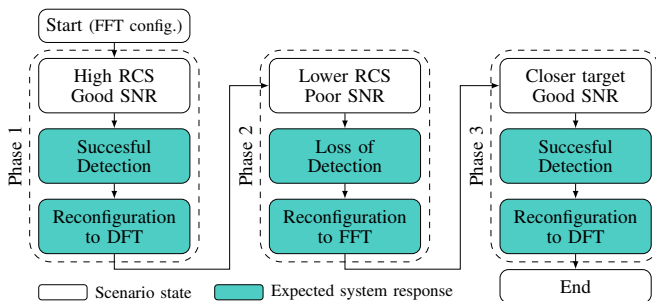 Start (FFT config.)
Phase 1
High RCS
Good SNR
Succesful
Detection
Reconfiguration
to DFT
Phase 2
Lower RCS
Poor SNR
Loss of
Detection
Reconfiguration
to FFT
Phase 3
Closer target
Good SNR
Succesful
Detection
Reconfiguration
to DFT
End
Scenario state
Expected system response